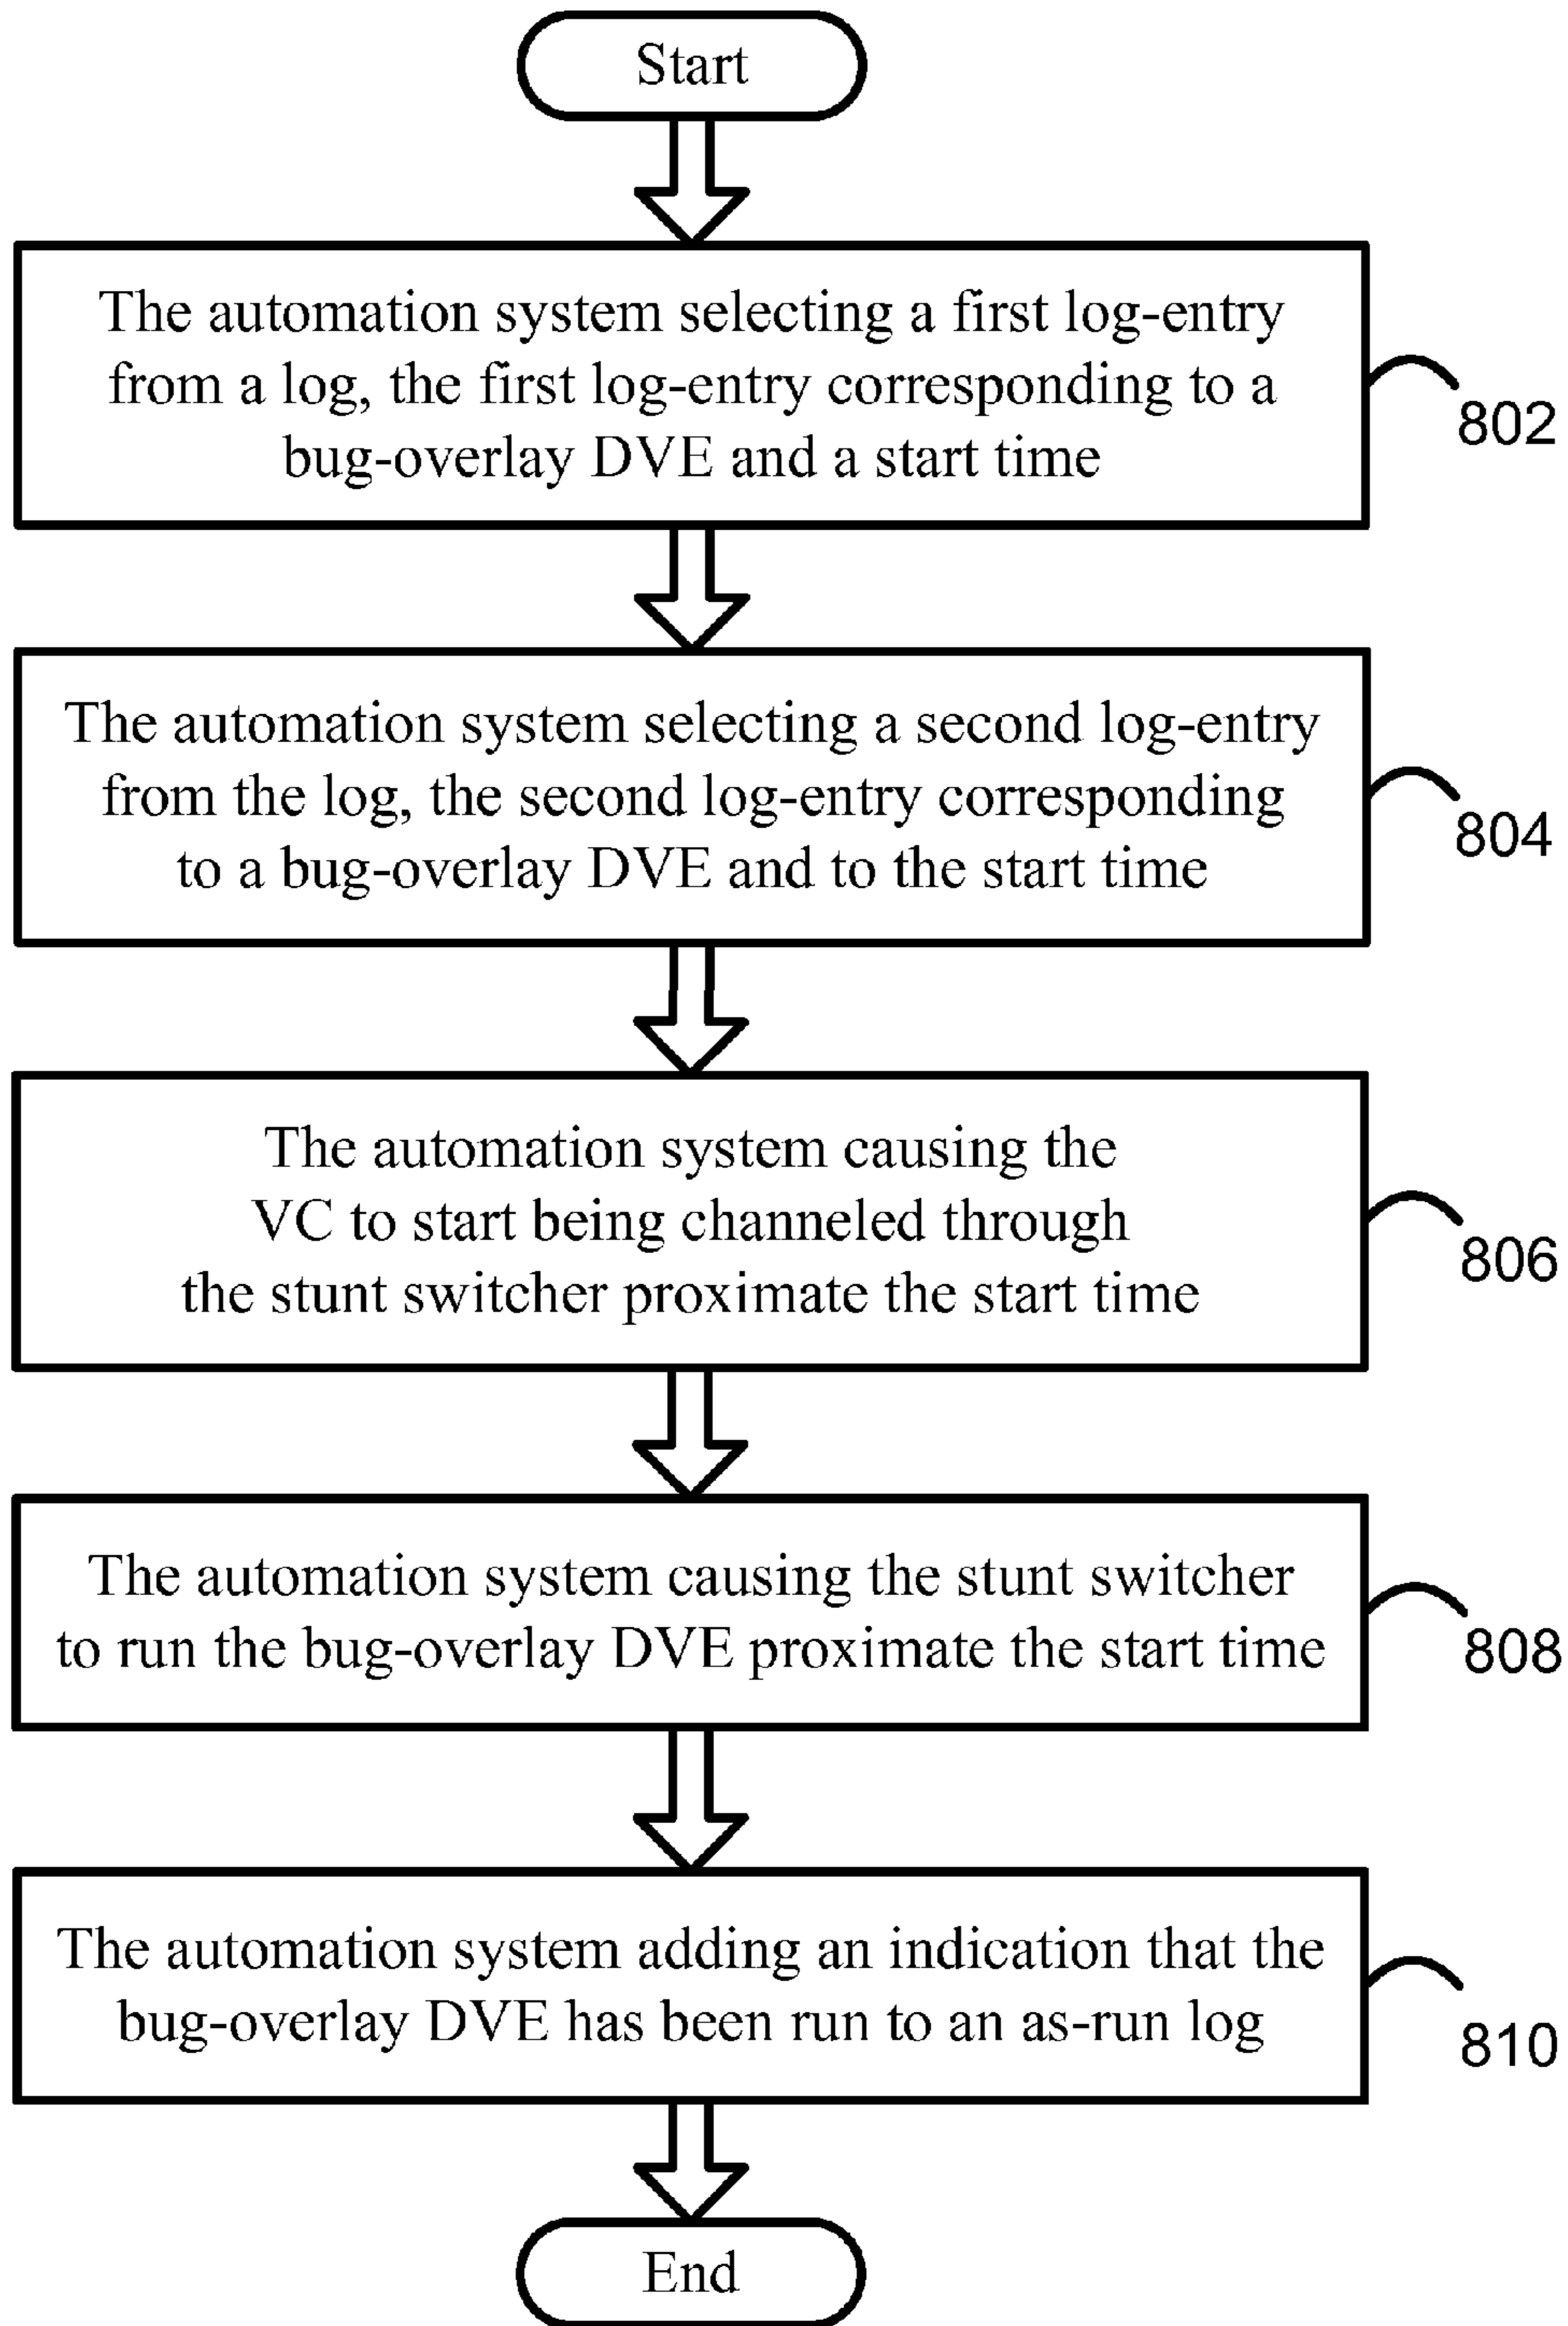 Start
The automation system selecting a first log-entry
from a log, the first log-entry corresponding to a
bug-overlay DVE and a start time
802
The automation system selecting a second log-entry
from the log, the second log-entry corresponding
to a bug-overlay DVE and to the start time
804
The automation system causing the
VC to start being channeled through
the stunt switcher proximate the start time
806
The automation system causing the stunt switcher
to run the bug-overlay DVE proximate the start time
808
The automation system adding an indication that the
bug-overlay DVE has been run to an as-run log
810
End